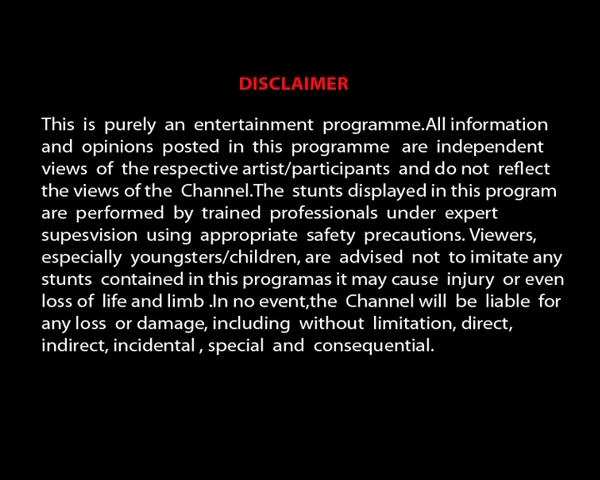 DISCLAIMER
This is purely an entertainment programme.All information
and opinions posted in this programme are independent
views of the respective artist/participants and do not reflect
the views of the Channel.The stunts displayed in this program
are performed by trained professionals under expert
supesvision using appropriate safety precautions. Viewers,
especially youngsters/children, are advised not to imitate any
stunts contained in this programas it may cause injury or even
loss of life and limb .In no event,the Channel will be liable for
any loss or damage, including without limitation, direct,
indirect, incidental , special and consequential.